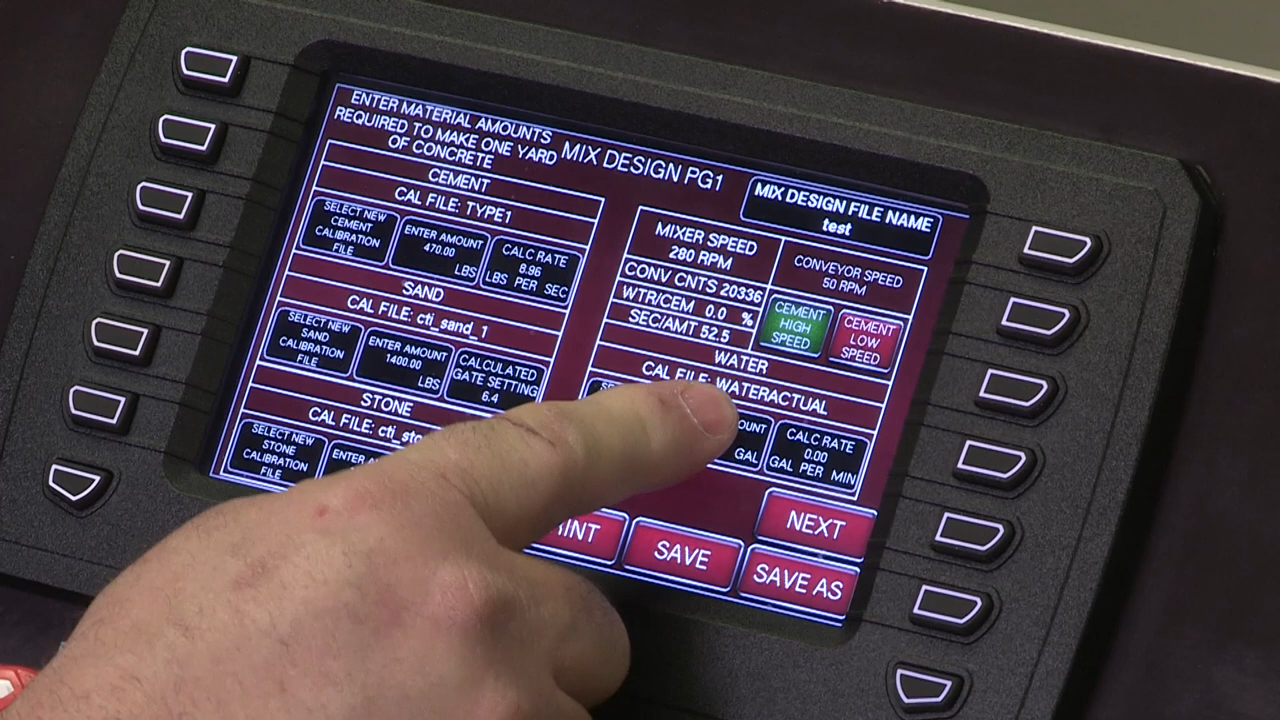 ENTER MATERIAL AMOUNTS
REQUIRED TO MAKE ONE YARD
OF CONCRETE
MIX DESIGN PG1
MIX DESIGN FILE NAME
test
CEMENT
CAL FILE: TYPE1
SELECT NEW
CEMENT
CALIBRATION
FILE
ENTER AMOUNT
470.00
LBS
CALC RATE
8.96
LBS PER SEC
SAND
CAL FILE: cti_sand_1
SELECT NEW
SAND
CALIBRATION
FILE
ENTER AMOUNT
1400.00
LBS
CALCULATED
GATE SETTING
6.4
STONE
CAL FILE:
SELECT NEW
STONE
CALIBRATION
FILE
ENTER
MIXER SPEED
280 RPM
CONVEYOR SPEED
50 RPM
CONV CNTS 20336
WTR/CEM 0.0 %
SEC/AMT 52.5
CEMENT
HIGH
SPEED
CEMENT
LOW
SPEED
WATER
CAL FILE: WATERACTUAL
GAL
CALC RATE
0.00
GAL PER MIN
NEXT
SAVE
SAVE AS